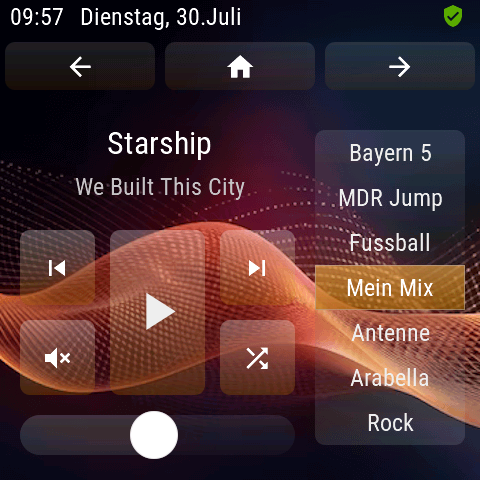 09:57 Dienstag, 30.Juli
Starship
We Built This City
Bayern 5
MDR Jump
Fussball
Mein Mix
Antenne
Arabella
Rock